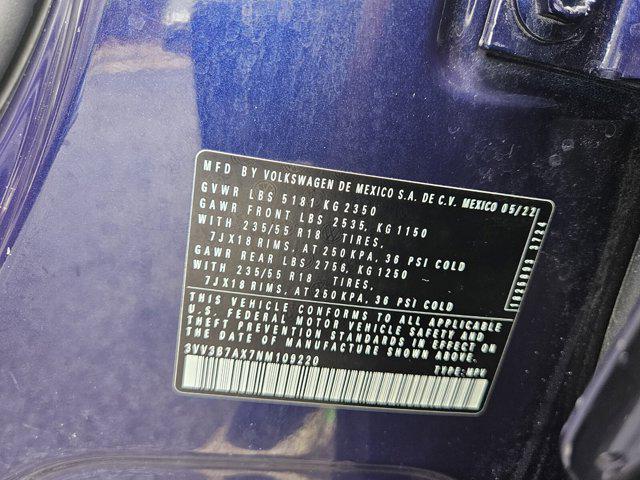 MFD BY VOLKSWAGEN DE MEXICO S.A. DE C.V. MEXICO 05/22
GVWR LBS 5181 KG 2350
GAWR FRONT LBS 2535, KG 1150
WITH 235/55 R18 TIRES,
7JX18 RIMS, AT 250 KPA, 36 PSI COLD
GAWR REAR LBS 2756, KG 1250
WITH 235/55 R18 TIRES,
7JX18 RIMS, AT 250 KPA, 36 PSI COLD
THIS VEHICLE CONFORMS TO ALL APPLICABLE
U.S. FEDERAL MOTOR VEHICLE SAFETY AND
THEFT PREVENTION STANDARDS IN EFFECT ON
THE DATE OF MANUFACTURE SHOWN ABOVE.
3VV3B7AX7NM109220
TYPE: MPV